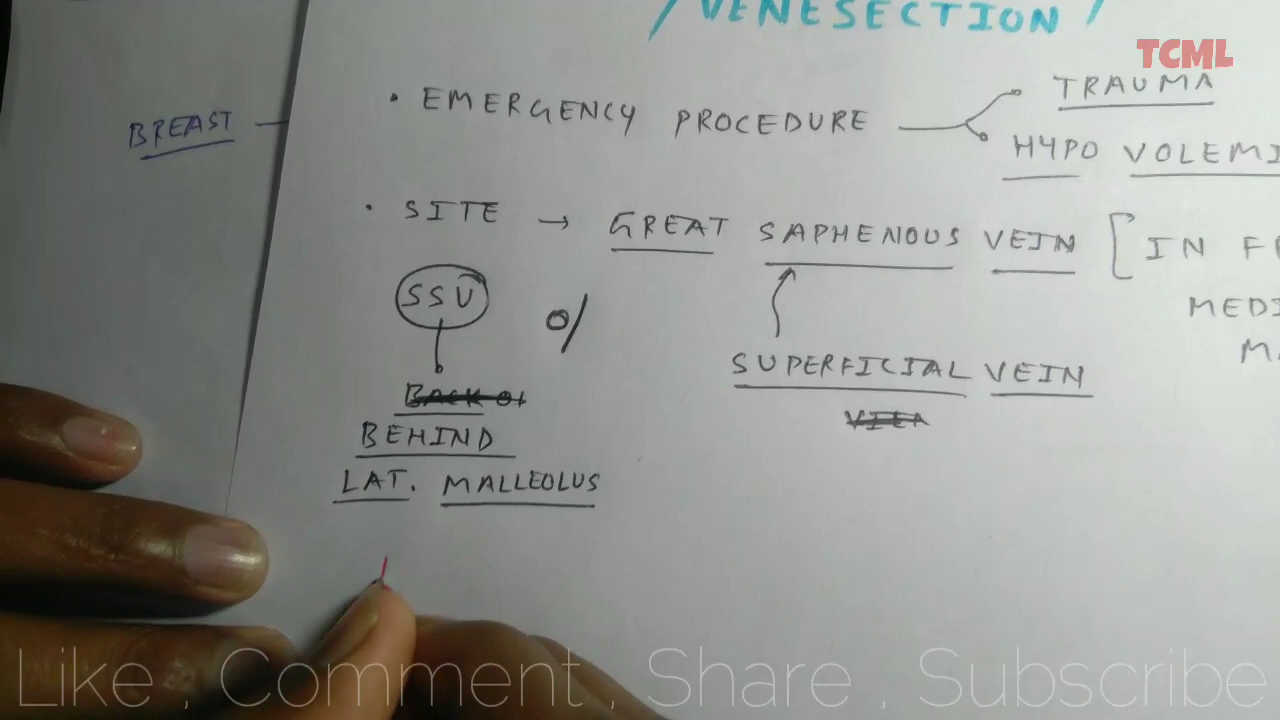 /VENESECTION/
TCML
BREAST
• EMERGENCY PROCEDURE
TRAUMA
HYPO VOLEMI
• SITE → GREAT SAPHENOUS VEIN [IN F
MEDI
SSV
SUPERFICIAL VEIN
BEHIND
LAT. MALLEOLUS
Like , Comment , Share , Subscribe